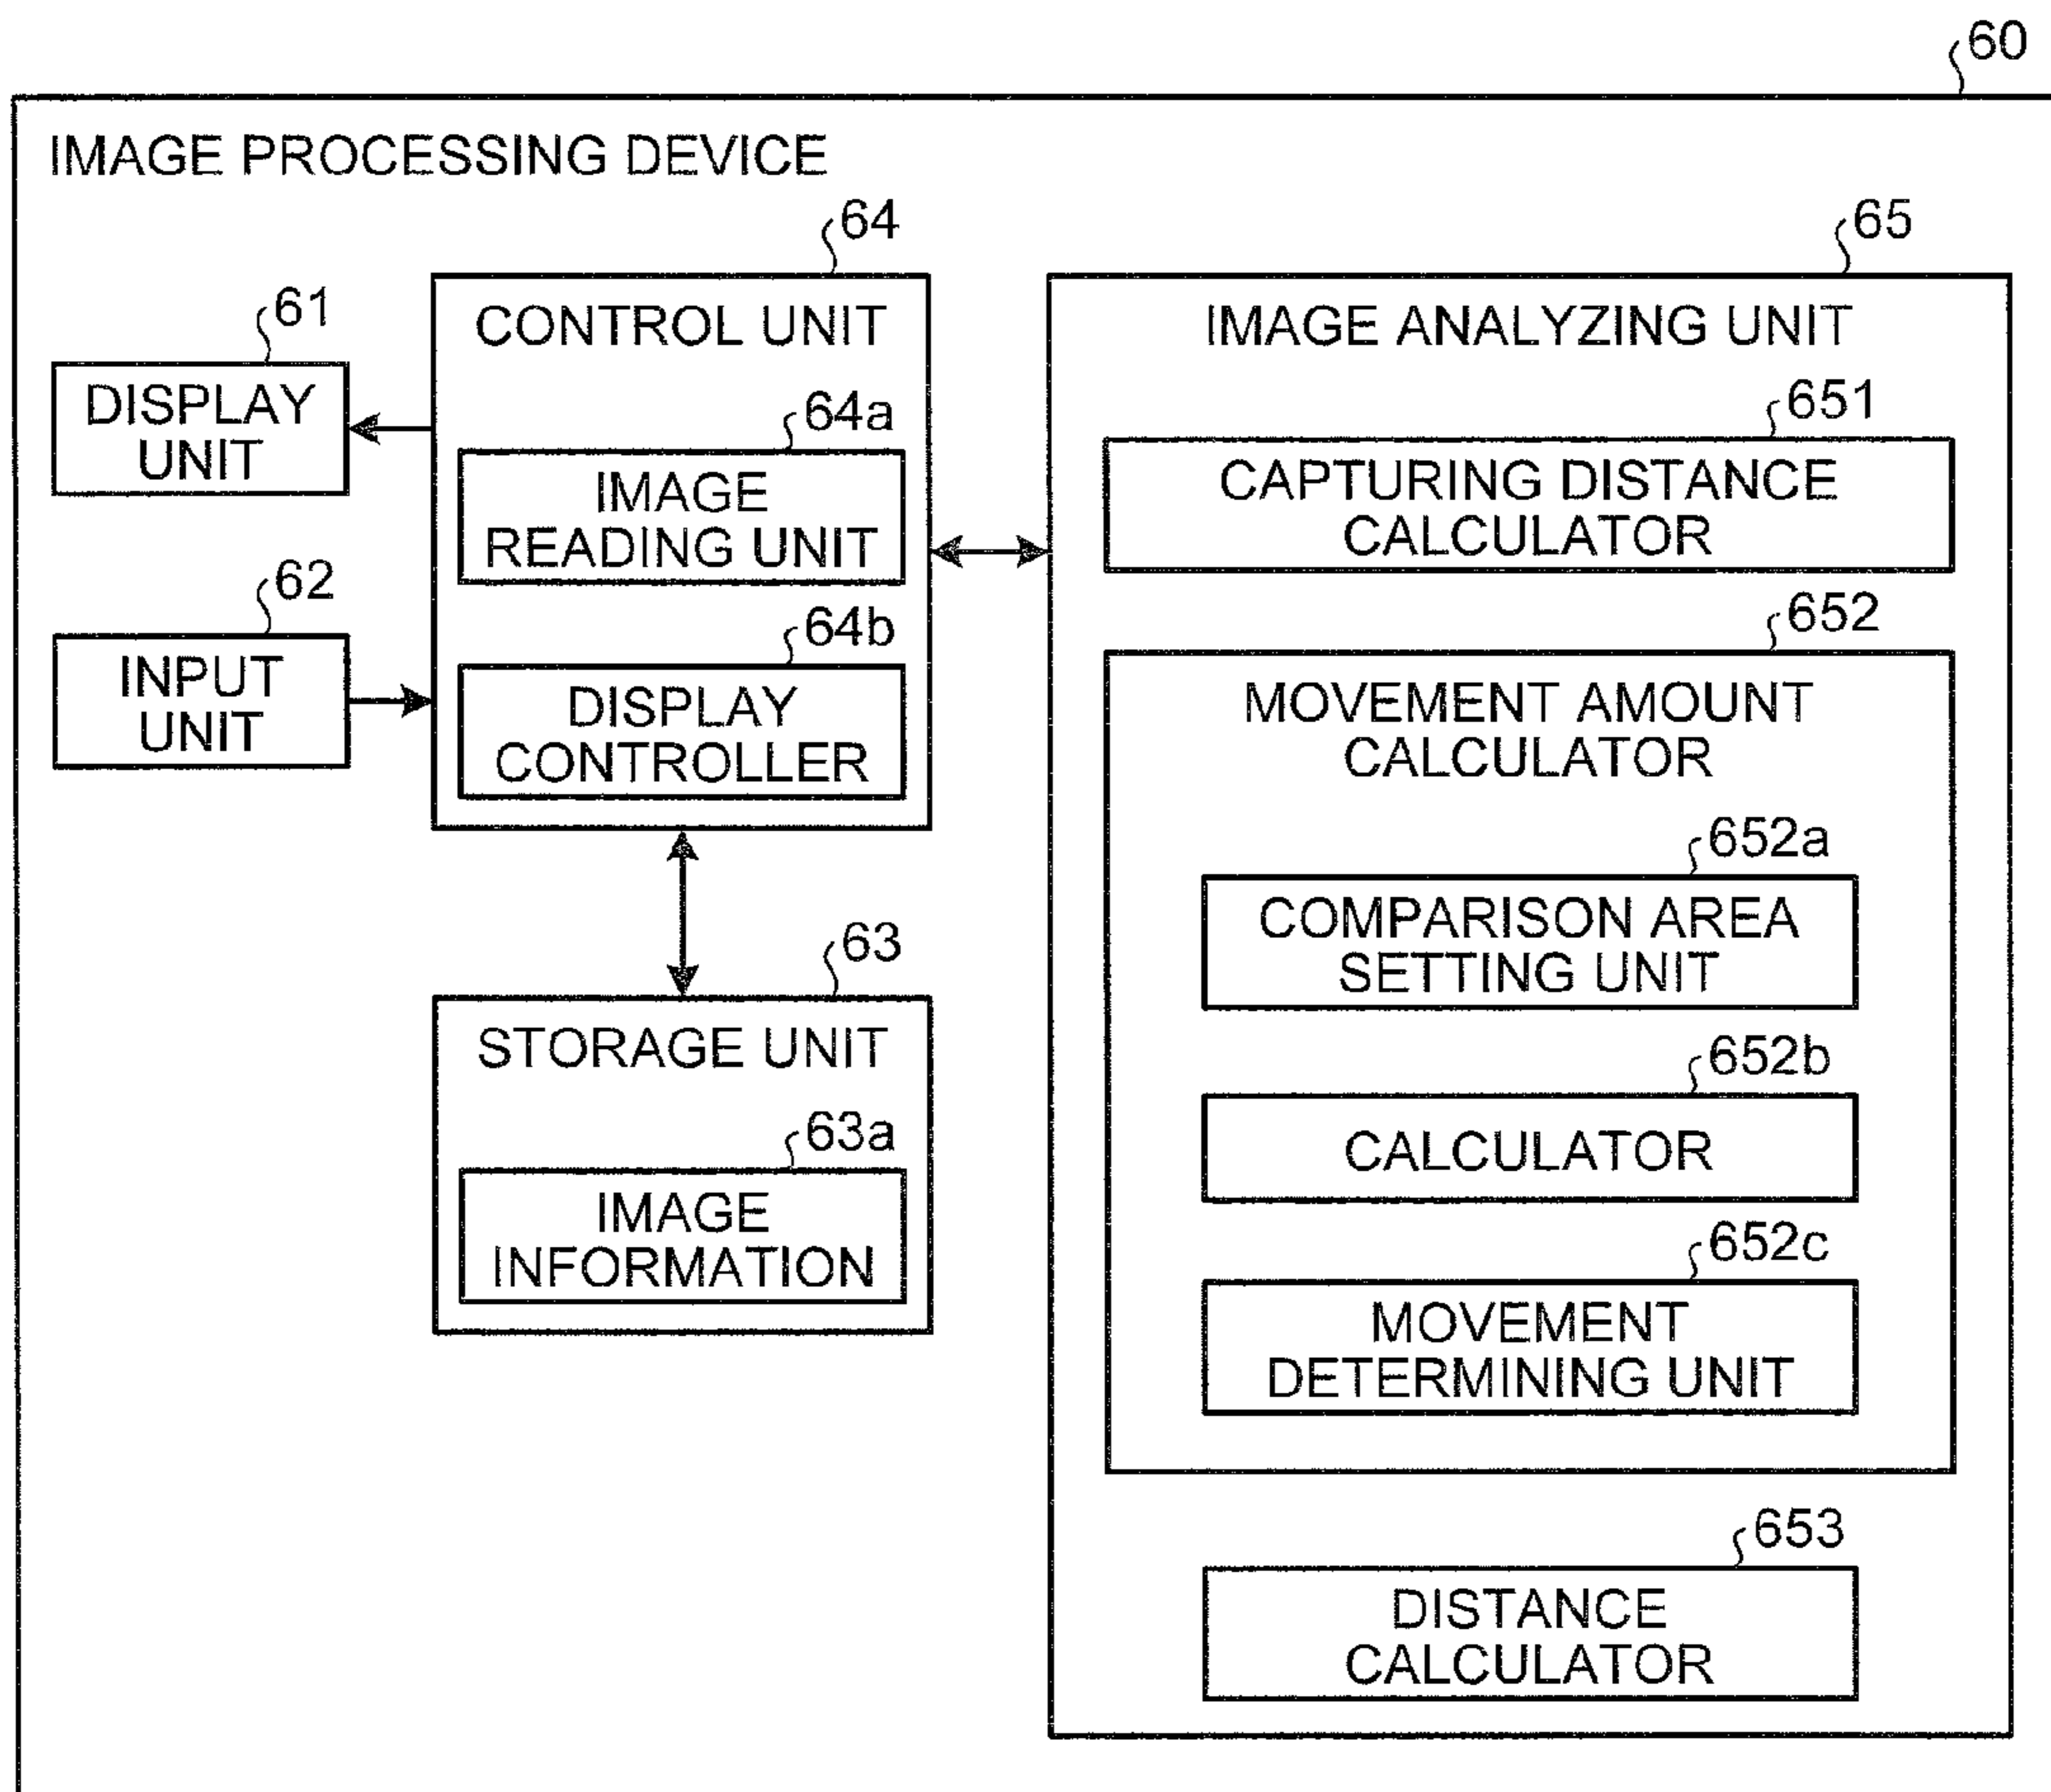 60
IMAGE PROCESSING DEVICE
61
DISPLAY
UNIT
62
INPUT
UNIT
64
CONTROL UNIT
64a
IMAGE
READING UNIT
64b
DISPLAY
CONTROLLER
63
STORAGE UNIT
63a
IMAGE
INFORMATION
65
IMAGE ANALYZING UNIT
651
CAPTURING DISTANCE
CALCULATOR
652
MOVEMENT AMOUNT
CALCULATOR
652a
COMPARISON AREA
SETTING UNIT
652b
CALCULATOR
652c
MOVEMENT
DETERMINING UNIT
653
DISTANCE
CALCULATOR